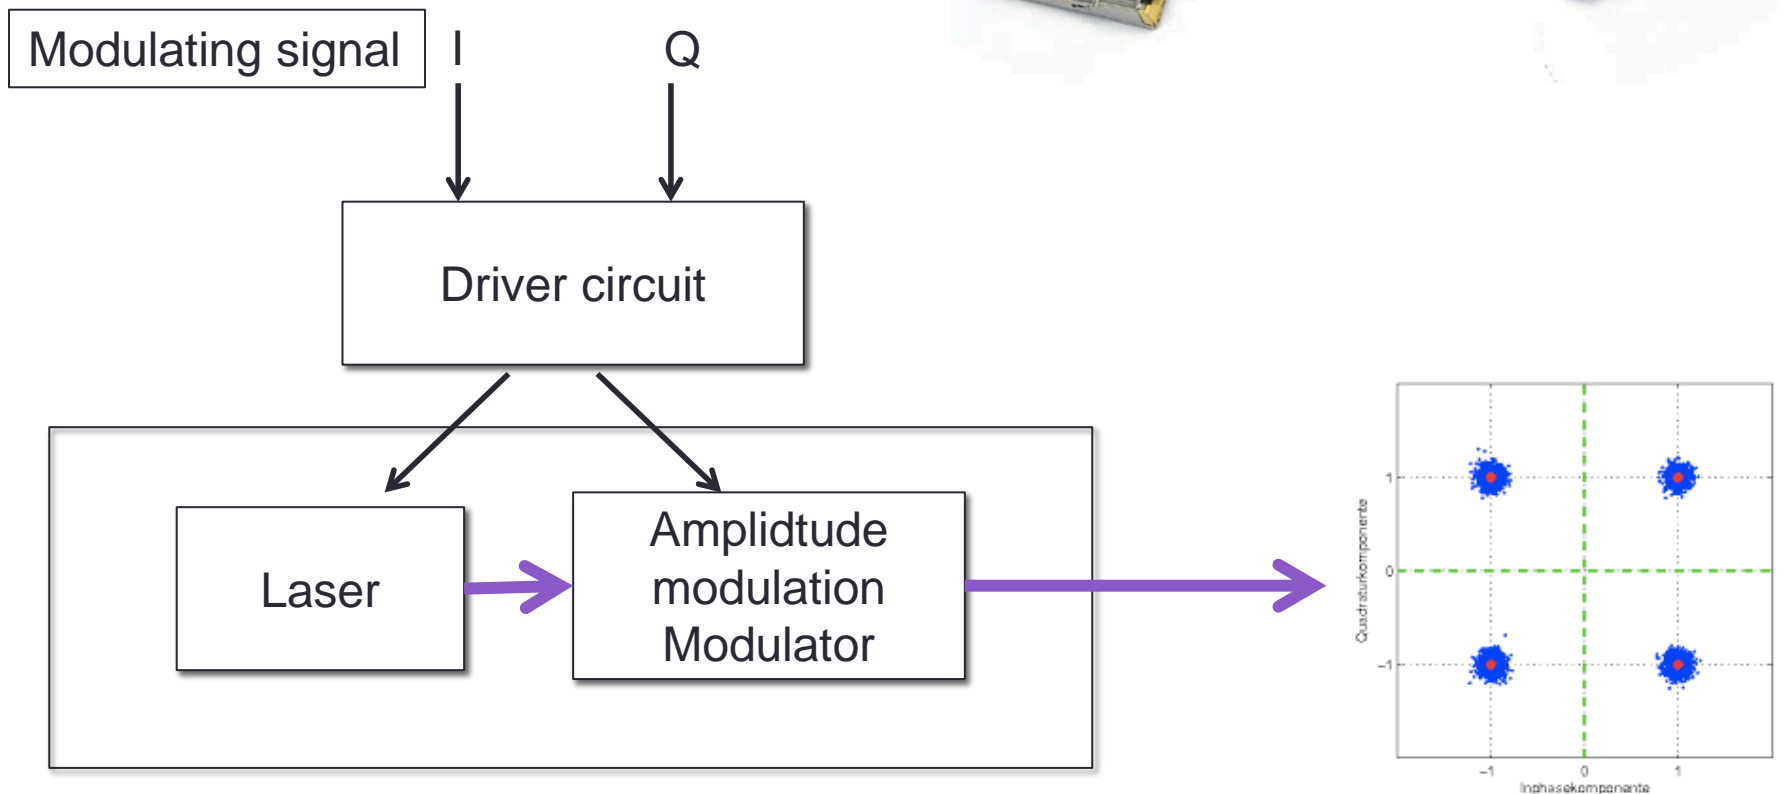 Modulating signal
I
Q
Driver circuit
Laser
Amplidtude
modulation
Modulator
Quadraturkomponente
1
0
−1
−1
0
1
Inphasekomponente